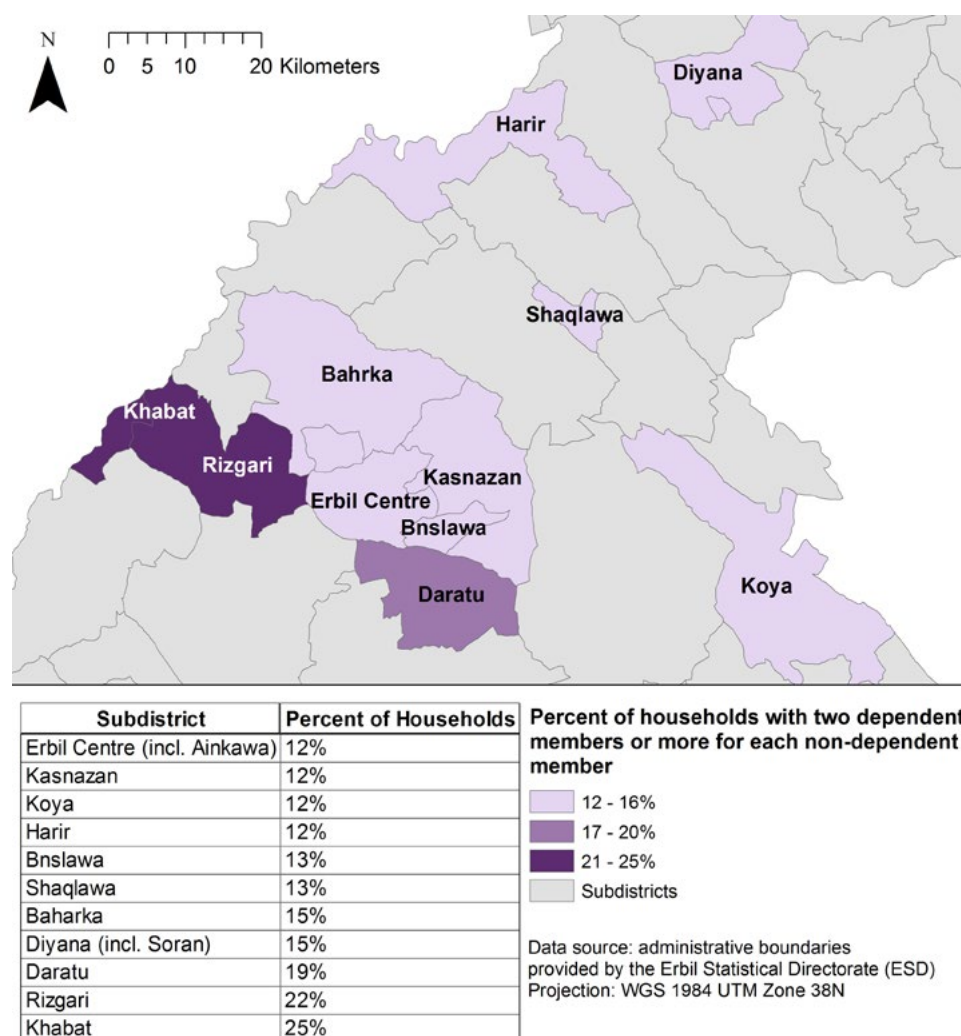 N
0 5 10 20 Kilometers
Diyana
Harir
Shaqlawa
Bahrka
Khabat
Rizgari
Kasnazan
Erbil Centre
Bnslawa
Daratu
Koya
Subdistrict Percent of Households
Erbil Centre (incl. Ainkawa) 12%
Kasnazan 12%
Koya 12%
Harir 12%
Bnslawa 13%
Shaqlawa 13%
Baharka 15%
Diyana (incl. Soran) 15%
Daratu 19%
Rizgari 22%
Khabat 25%
Percent of households with two dependent
members or more for each non-dependent
member
12 - 16%
17 - 20%
21 - 25%
Subdistricts
Data source: administrative boundaries
provided by the Erbil Statistical Directorate (ESD)
Projection: WGS 1984 UTM Zone 38N